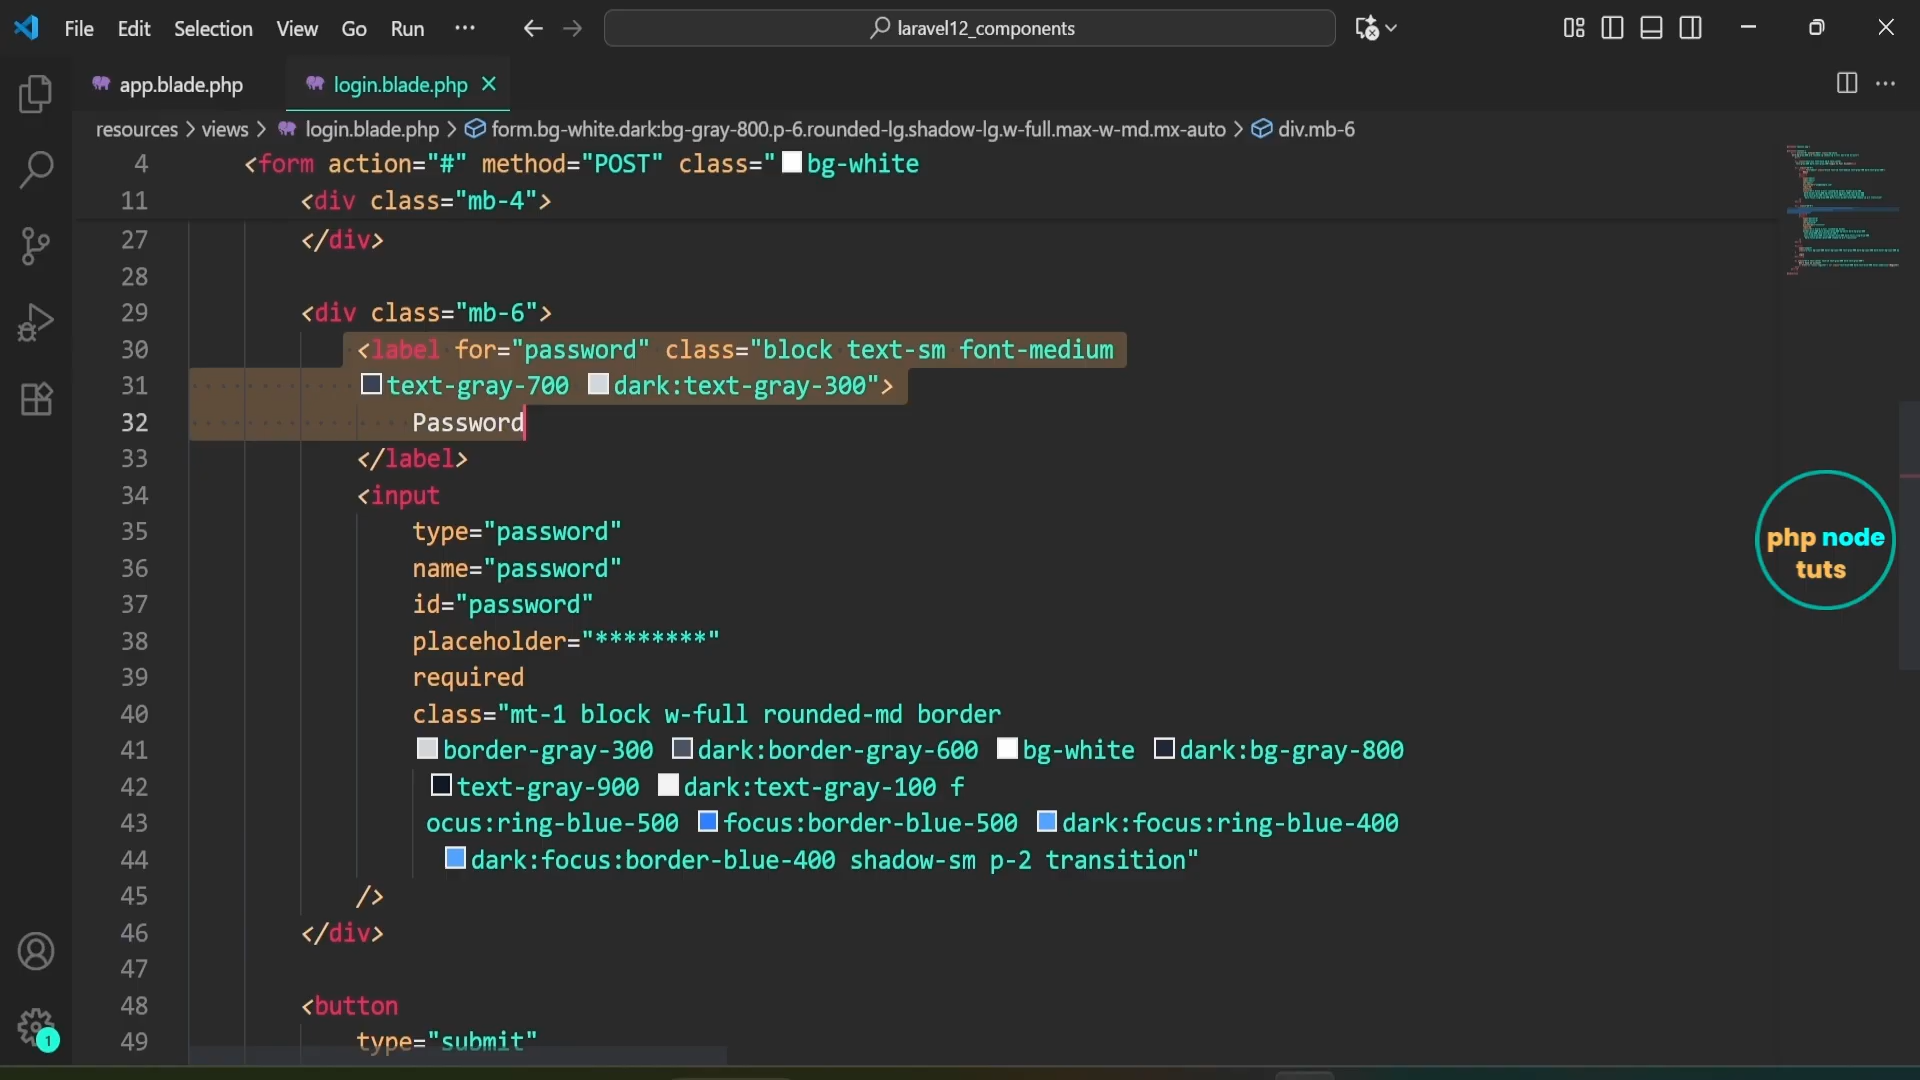 File Edit Selection View Go Run ··· laravel12_components
app.blade.php login.blade.php
resources > views > login.blade.php > form.bg-white.dark:bg-gray-800.p-6.rounded-lg.shadow-lg.w-full.max-w-md.mx-auto > div.mb-6
4 <form action="#" method="POST" class="bg-white
11 <div class="mb-4">
27 </div>
28
29 <div class="mb-6">
30 <label for="password" class="block text-sm font-medium
31 text-gray-700 dark:text-gray-300">
32 Password
33 </label>
34 <input
35 type="password"
36 name="password"
37 id="password"
38 placeholder="********"
39 required
40 class="mt-1 block w-full rounded-md border
41 border-gray-300 dark:border-gray-600 bg-white dark:bg-gray-800
42 text-gray-900 dark:text-gray-100 f
43 ocus:ring-blue-500 focus:border-blue-500 dark:focus:ring-blue-400
44 dark:focus:border-blue-400 shadow-sm p-2 transition"
45 />
46 </div>
47
48 <button
49 type="submit"
php node
tuts
1